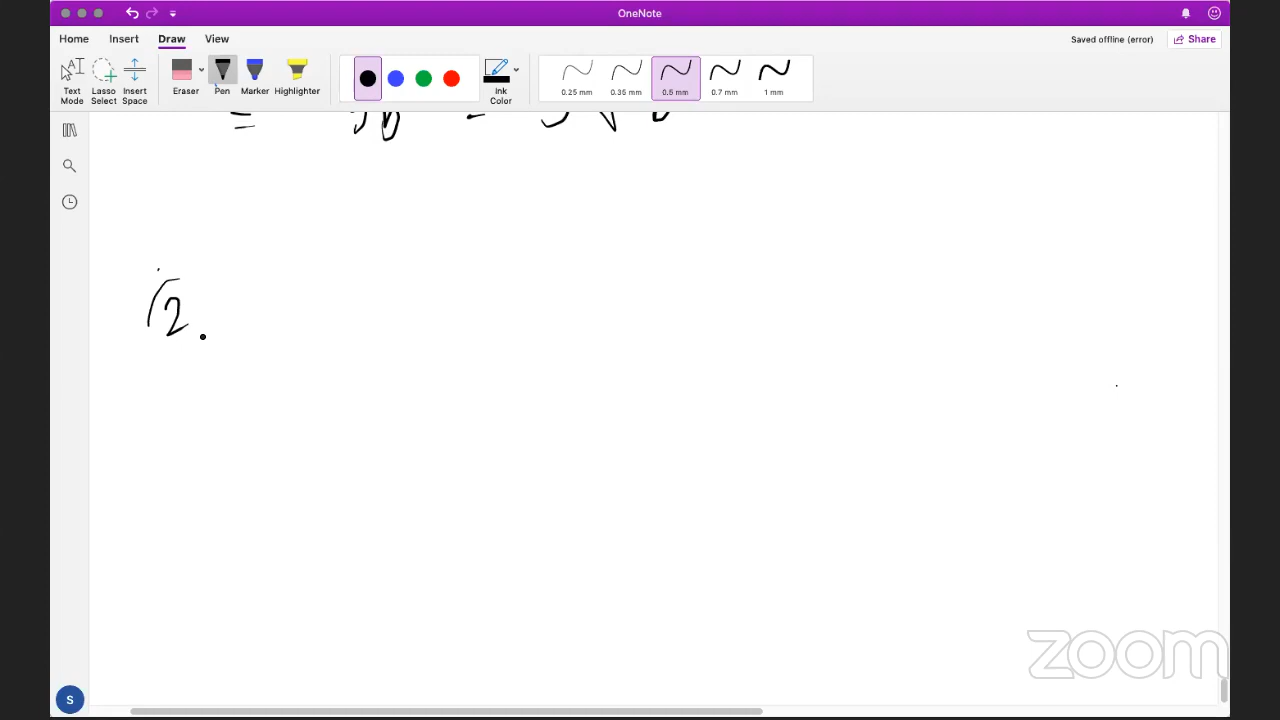 OneNote
Home Insert Draw View
Saved offline (error) Share
Text Mode
Lasso Select
Insert Space
Eraser
Pen
Marker
Highlighter
Ink Color
0.25 mm 0.35 mm 0.5 mm 0.7 mm 1 mm
2.
zoom
S